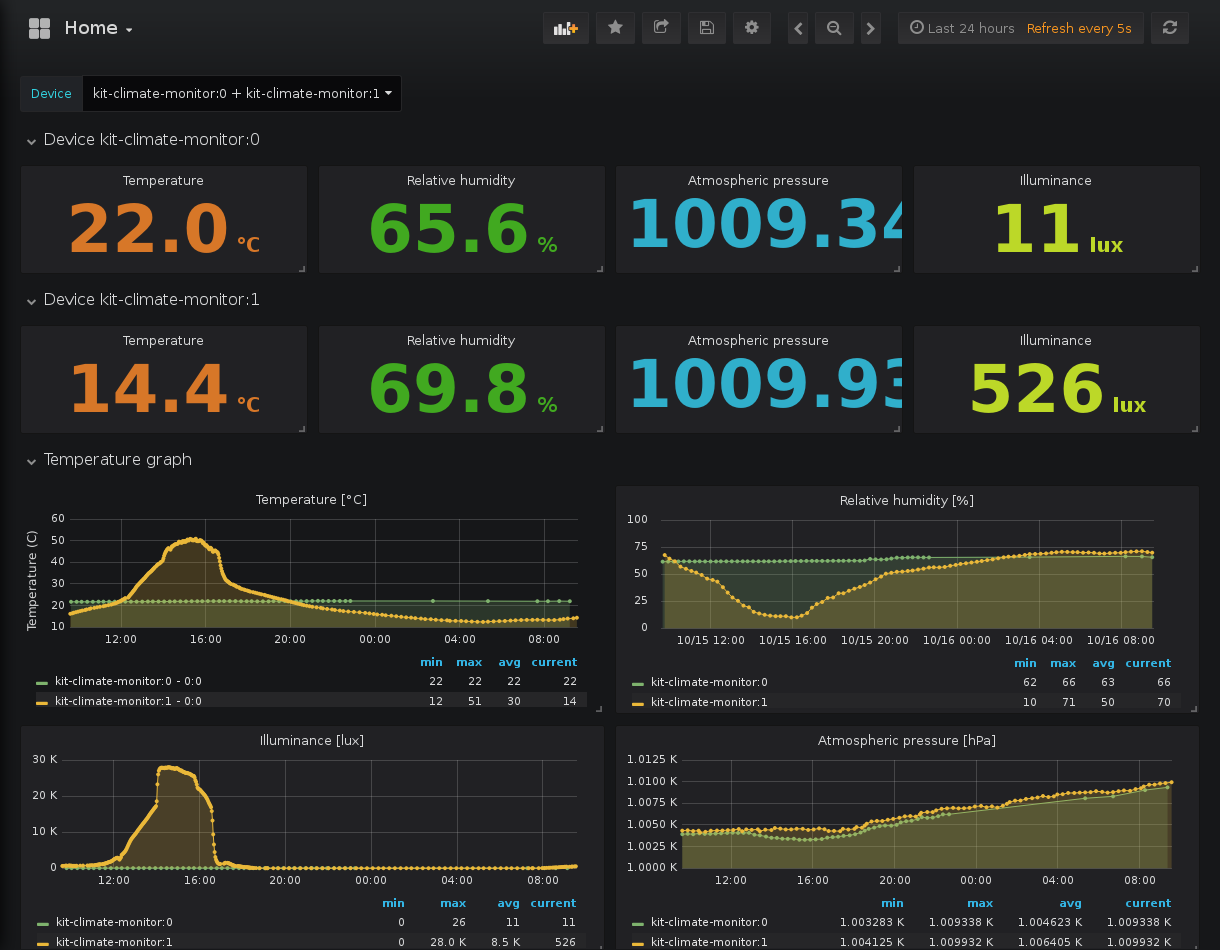 Home
Last 24 hours Refresh every 5s
Device kit-climate-monitor:0 + kit-climate-monitor:1
Device kit-climate-monitor:0
Temperature Relative humidity Atmospheric pressure Illuminance
22.0 °C 65.6 % 1009.34 11 lux
Device kit-climate-monitor:1
Temperature Relative humidity Atmospheric pressure Illuminance
14.4 °C 69.8 % 1009.93 526 lux
Temperature graph
Temperature [°C]
Temperature (C)
60
50
40
30
20
10
12:00 16:00 20:00 00:00 04:00 08:00
min max avg current
kit-climate-monitor:0 - 0:0 22 22 22 22
kit-climate-monitor:1 - 0:0 12 51 30 14
Relative humidity [%]
100
75
50
25
0
10/15 12:00 10/15 16:00 10/15 20:00 10/16 00:00 10/16 04:00 10/16 08:00
min max avg current
kit-climate-monitor:0 62 66 63 66
kit-climate-monitor:1 10 71 50 70
Illuminance [lux]
30 K
20 K
10 K
0
12:00 16:00 20:00 00:00 04:00 08:00
min max avg current
kit-climate-monitor:0 0 26 11 11
kit-climate-monitor:1 0 28.0 K 8.5 K 526
Atmospheric pressure [hPa]
1.0125 K
1.0100 K
1.0075 K
1.0050 K
1.0025 K
1.0000 K
12:00 16:00 20:00 00:00 04:00 08:00
min max avg current
kit-climate-monitor:0 1.003283 K 1.009338 K 1.004623 K 1.009338 K
kit-climate-monitor:1 1.004125 K 1.009932 K 1.006405 K 1.009932 K